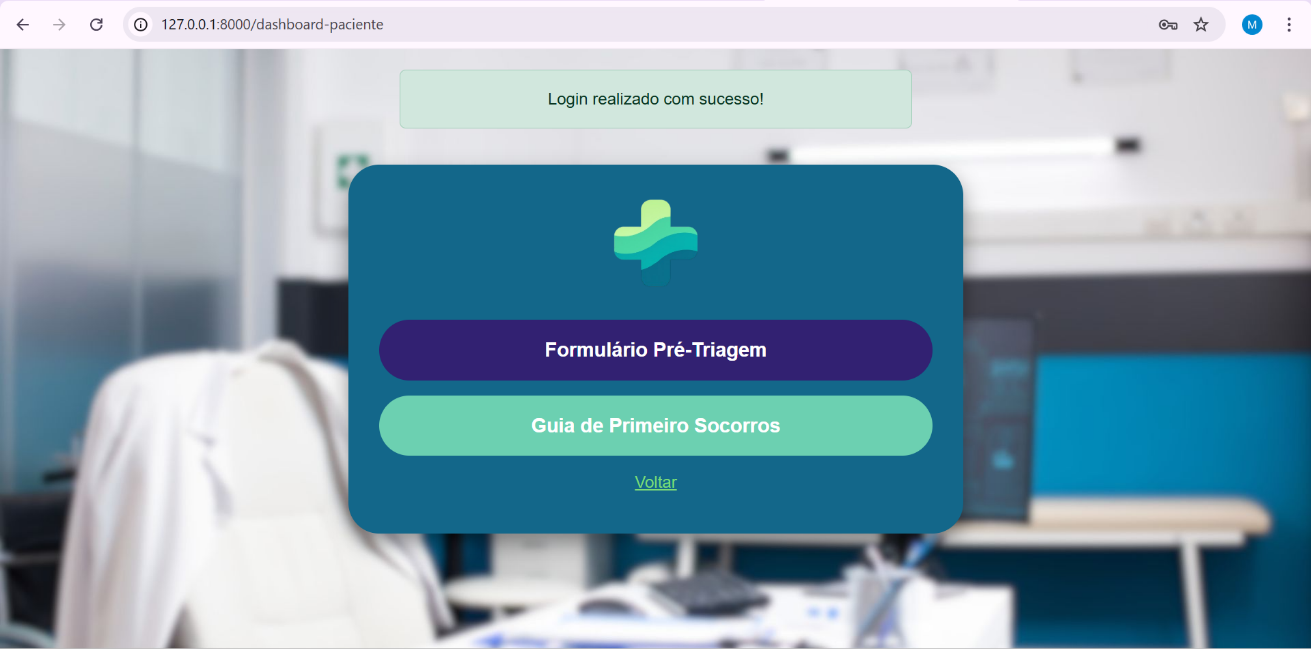 127.0.0.1:8000/dashboard-paciente
M
Login realizado com sucesso!
Formulário Pré-Triagem
Guia de Primeiro Socorros
Voltar